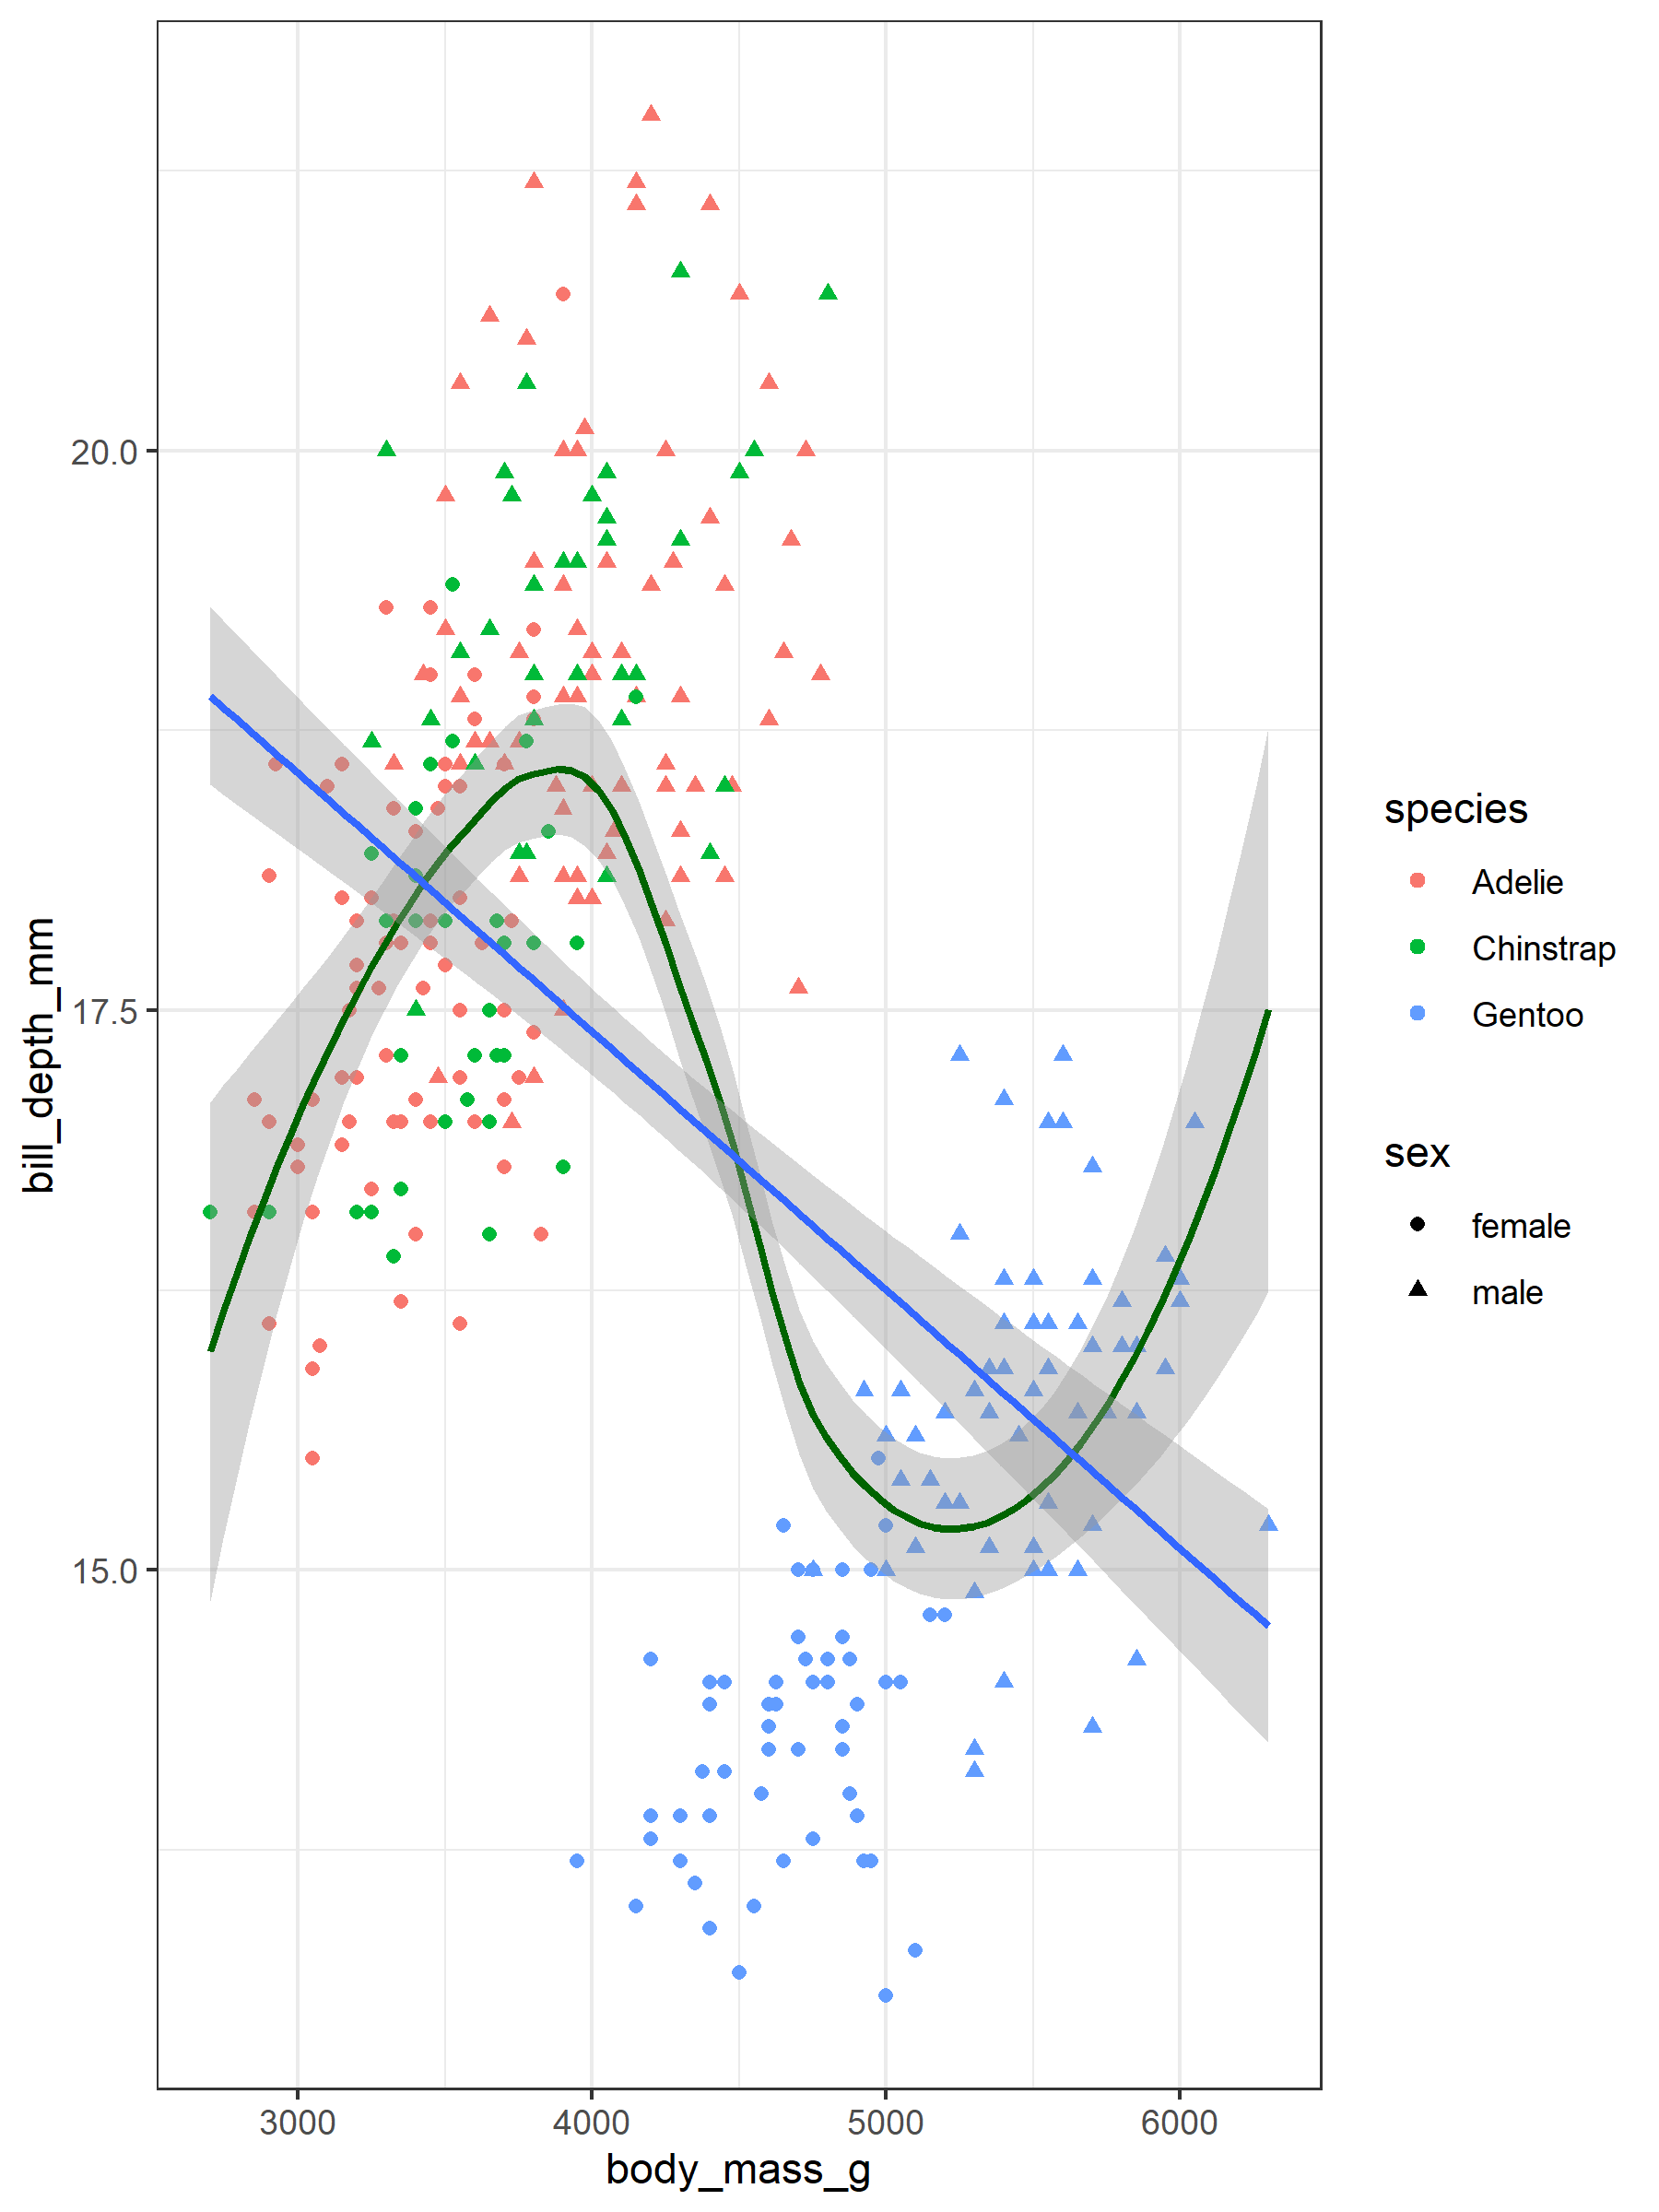 20.0
17.5
15.0
bill_depth_mm
3000 4000 5000 6000
body_mass_g
species
Adelie
Chinstrap
Gentoo
sex
female
male